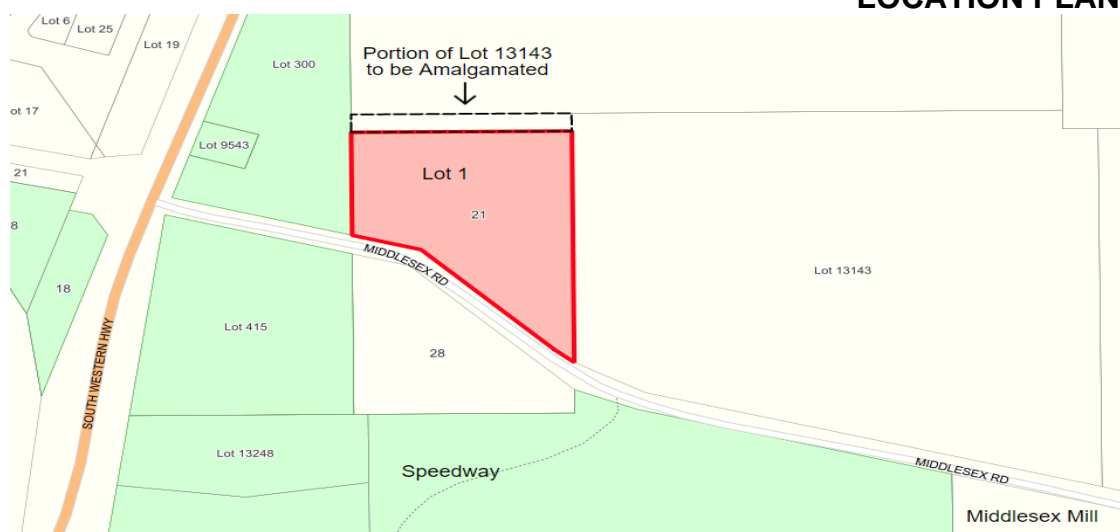 LOCATION PLAN
Lot 6
Lot 25
Lot 19
Lot 300
Portion of Lot 13143
to be Amalgamated
ot 17
Lot 9543
21
Lot 1
21
8
MIDDLESEX RD
Lot 13143
18
Lot 415
28
SOUTH WESTERN HWY
Lot 13248
Speedway
MIDDLESEX RD
Middlesex Mill